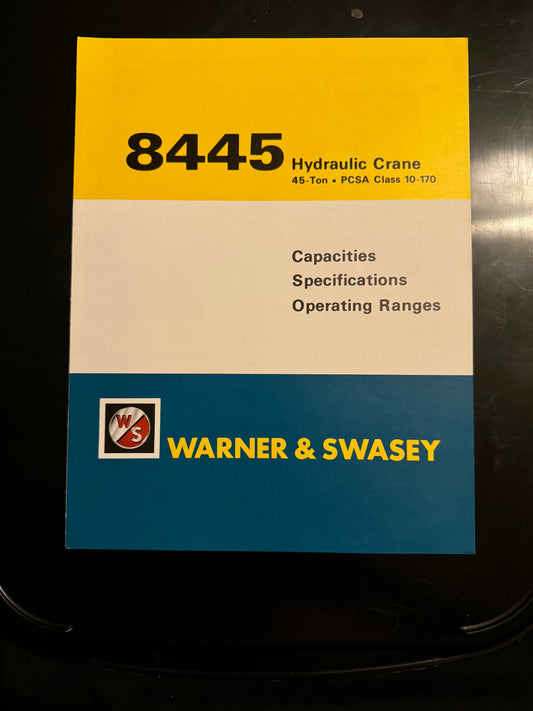 8445 Hydraulic Crane
45-Ton • PCSA Class 10-170
Capacities
Specifications
Operating Ranges
WS
WARNER & SWASEY